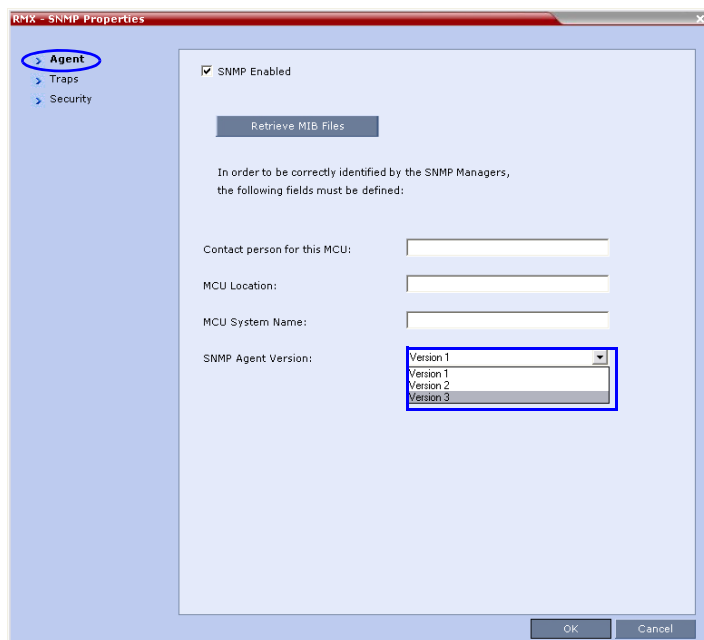 RMX - SNMP Properties
Agent
Traps
Security
SNMP Enabled
Retrieve MIB Files
In order to be correctly identified by the SNMP Managers,
the following fields must be defined:
Contact person for this MCU:
MCU Location:
MCU System Name:
SNMP Agent Version:
Version 1
Version 1
Version 2
Version 3
OK
Cancel